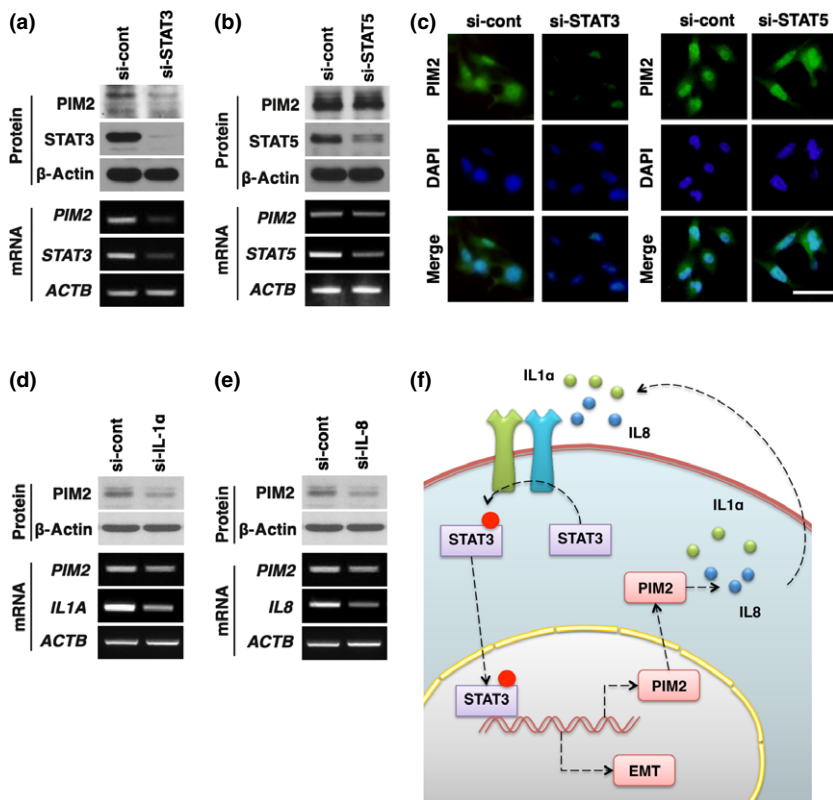 (a)
si-cont
si-STAT3
Protein
PIM2
STAT3
β-Actin
mRNA
PIM2
STAT3
ACTB
(b)
si-cont
si-STAT5
Protein
PIM2
STAT5
β-Actin
mRNA
PIM2
STAT5
ACTB
(c)
si-cont
si-STAT3
PIM2
DAPI
Merge
si-cont
si-STAT5
PIM2
DAPI
Merge
(d)
si-cont
si-IL-1α
Protein
PIM2
β-Actin
mRNA
PIM2
IL1A
ACTB
(e)
si-cont
si-IL-8
Protein
PIM2
β-Actin
mRNA
PIM2
IL8
ACTB
(f)
IL1α
IL8
STAT3
STAT3
IL1α
IL8
PIM2
STAT3
PIM2
EMT